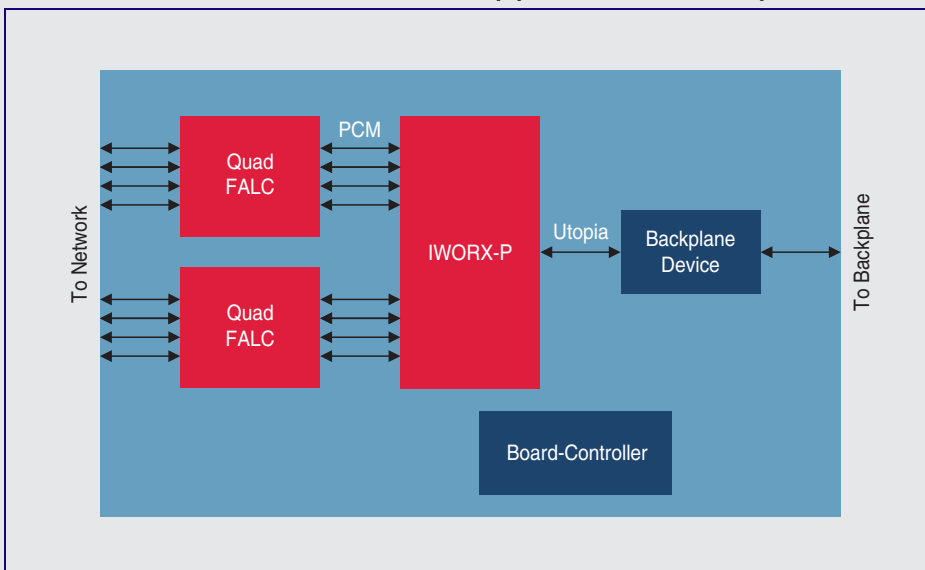 To Network
Quad
FALC
PCM
Quad
FALC
IWORX-P
Utopia
Backplane
Device
To Backplane
Board-Controller